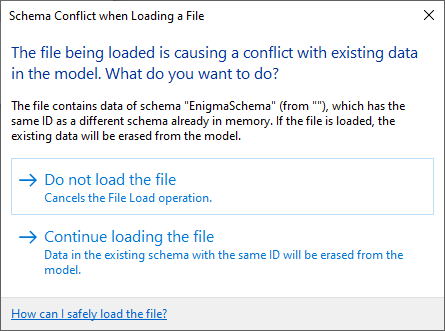 Schema Conflict when Loading a File
The file being loaded is causing a conflict with existing data
in the model. What do you want to do?
The file contains data of schema "EnigmaSchema" (from ""), which has the
same ID as a different schema already in memory. If the file is loaded, the
existing data will be erased from the model.
Do not load the file
Cancels the File Load operation.
Continue loading the file
Data in the existing schema with the same ID will be erased from the
model.
How can I safely load the file?